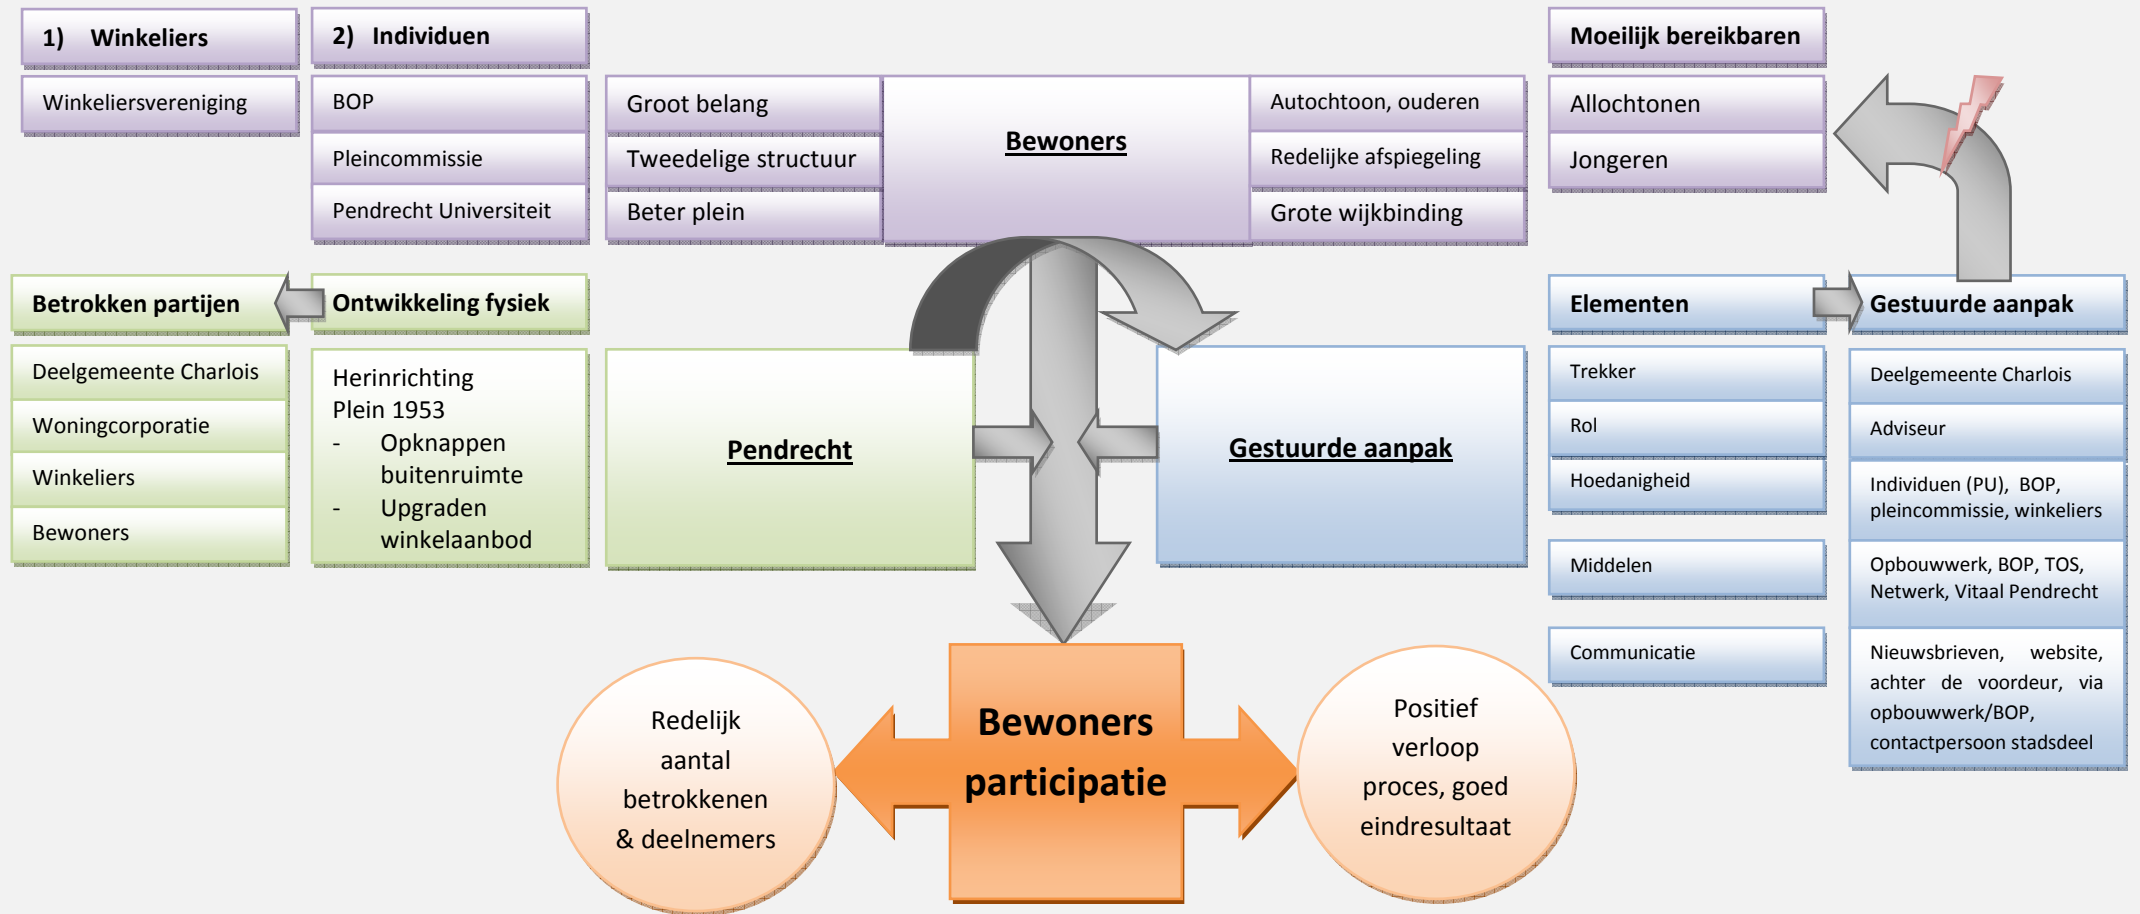 1) Winkeliers
Winkeliersvereniging
2) Individuen
BOP
Pleincommissie
Pendrecht Universiteit
Groot belang
Tweedelige structuur
Beter plein
Bewoners
Autochtoon, ouderen
Redelijke afspiegeling
Grote wijkbinding
Moeilijk bereikbaren
Allochtonen
Jongeren
Betrokken partijen
Deelgemeente Charlois
Woningcorporatie
Winkeliers
Bewoners
Ontwikkeling fysiek
Herinrichting
Plein 1953
- Opknappen
buitenruimte
- Upgraden
winkelaanbod
Pendrecht
Gestuurde aanpak
Elementen
Trekker
Rol
Hoedanigheid
Middelen
Communicatie
Gestuurde aanpak
Deelgemeente Charlois
Adviseur
Individuen (PU), BOP,
pleincommissie, winkeliers
Opbouwwerk, BOP, TOS,
Netwerk, Vitaal Pendrecht
Nieuwsbrieven, website,
achter de voordeur, via
opbouwwerk/BOP,
contactpersoon stadsdeel
Redelijk
aantal
betrokkenen
& deelnemers
Bewoners
participatie
Positief
verloop
proces, goed
eindresultaat